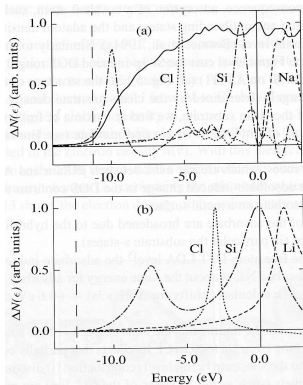 ΔN(ϵ) (arb. units)
1.0
0.5
0.0
Cl
Si
Na
(a)
-10.0
-5.0
0.0
ΔN(ϵ) (arb. units)
1.0
0.5
0.0
(b)
Cl
Si
Li
-10.0
-5.0
0.0
Energy (eV)